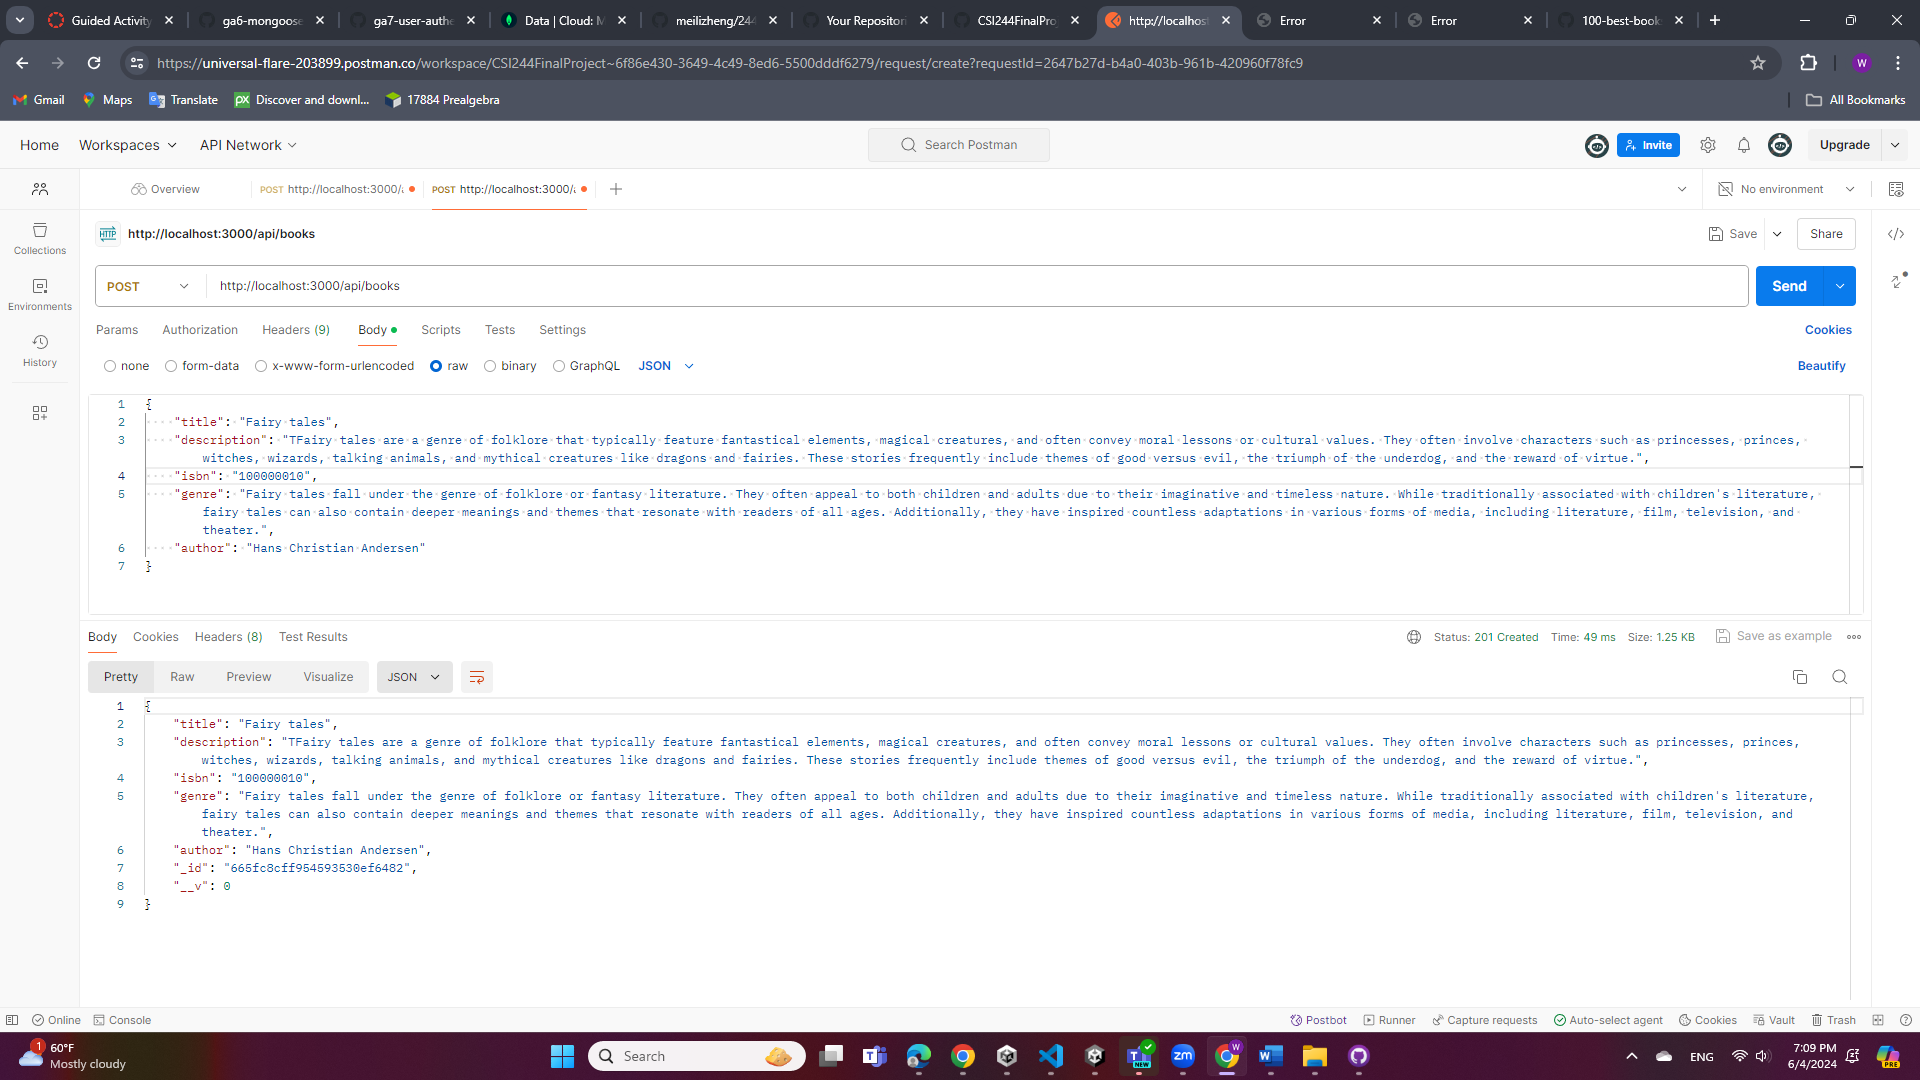 Guided Activity
ga6-mongoose
ga7-user-authe
Data | Cloud: M
meilizheng/244
Your Repositori
CSI244FinalPro
http://localhost
Error
Error
100-best-book
https://universal-flare-203899.postman.co/workspace/CSI244FinalProject~6f86e430-3649-4c49-8ed6-5500dddf6279/request/create?requestId=2647b27d-b4a0-403b-961b-420960f78fc9
W
Gmail
Maps
Translate
px Discover and downl...
17884 Prealgebra
All Bookmarks
Home
Workspaces
API Network
Search Postman
Invite
Upgrade
Overview
POST http://localhost:3000/a
POST http://localhost:3000/a
No environment
HTTP http://localhost:3000/api/books
Save
Share
Collections
Environments
History
POST
http://localhost:3000/api/books
Send
Params
Authorization
Headers (9)
Body
Scripts
Tests
Settings
Cookies
none
form-data
x-www-form-urlencoded
raw
binary
GraphQL
JSON
Beautify
1 {
2 "title": "Fairy tales",
3 "description": "TFairy tales are a genre of folklore that typically feature fantastical elements, magical creatures, and often convey moral lessons or cultural values. They often involve characters such as princesses, princes,
witches, wizards, talking animals, and mythical creatures like dragons and fairies. These stories frequently include themes of good versus evil, the triumph of the underdog, and the reward of virtue.",
4 "isbn": "100000010",
5 "genre": "Fairy tales fall under the genre of folklore or fantasy literature. They often appeal to both children and adults due to their imaginative and timeless nature. While traditionally associated with children's literature,
fairy tales can also contain deeper meanings and themes that resonate with readers of all ages. Additionally, they have inspired countless adaptations in various forms of media, including literature, film, television, and
theater.",
6 "author": "Hans Christian Andersen"
7 }
Body
Cookies
Headers (8)
Test Results
Status: 201 Created
Time: 49 ms
Size: 1.25 KB
Save as example
Pretty
Raw
Preview
Visualize
JSON
1 {
2 "title": "Fairy tales",
3 "description": "TFairy tales are a genre of folklore that typically feature fantastical elements, magical creatures, and often convey moral lessons or cultural values. They often involve characters such as princesses, princes,
witches, wizards, talking animals, and mythical creatures like dragons and fairies. These stories frequently include themes of good versus evil, the triumph of the underdog, and the reward of virtue.",
4 "isbn": "100000010",
5 "genre": "Fairy tales fall under the genre of folklore or fantasy literature. They often appeal to both children and adults due to their imaginative and timeless nature. While traditionally associated with children's literature,
fairy tales can also contain deeper meanings and themes that resonate with readers of all ages. Additionally, they have inspired countless adaptations in various forms of media, including literature, film, television, and
theater.",
6 "author": "Hans Christian Andersen",
7 "_id": "665fc8cff954593530ef6482",
8 "__v": 0
9 }
Online
Console
Postbot
Runner
Capture requests
Auto-select agent
Cookies
Vault
Trash
1
60°F
Mostly cloudy
Search
NEW
zm
W
ENG
7:09 PM
6/4/2024
PRE